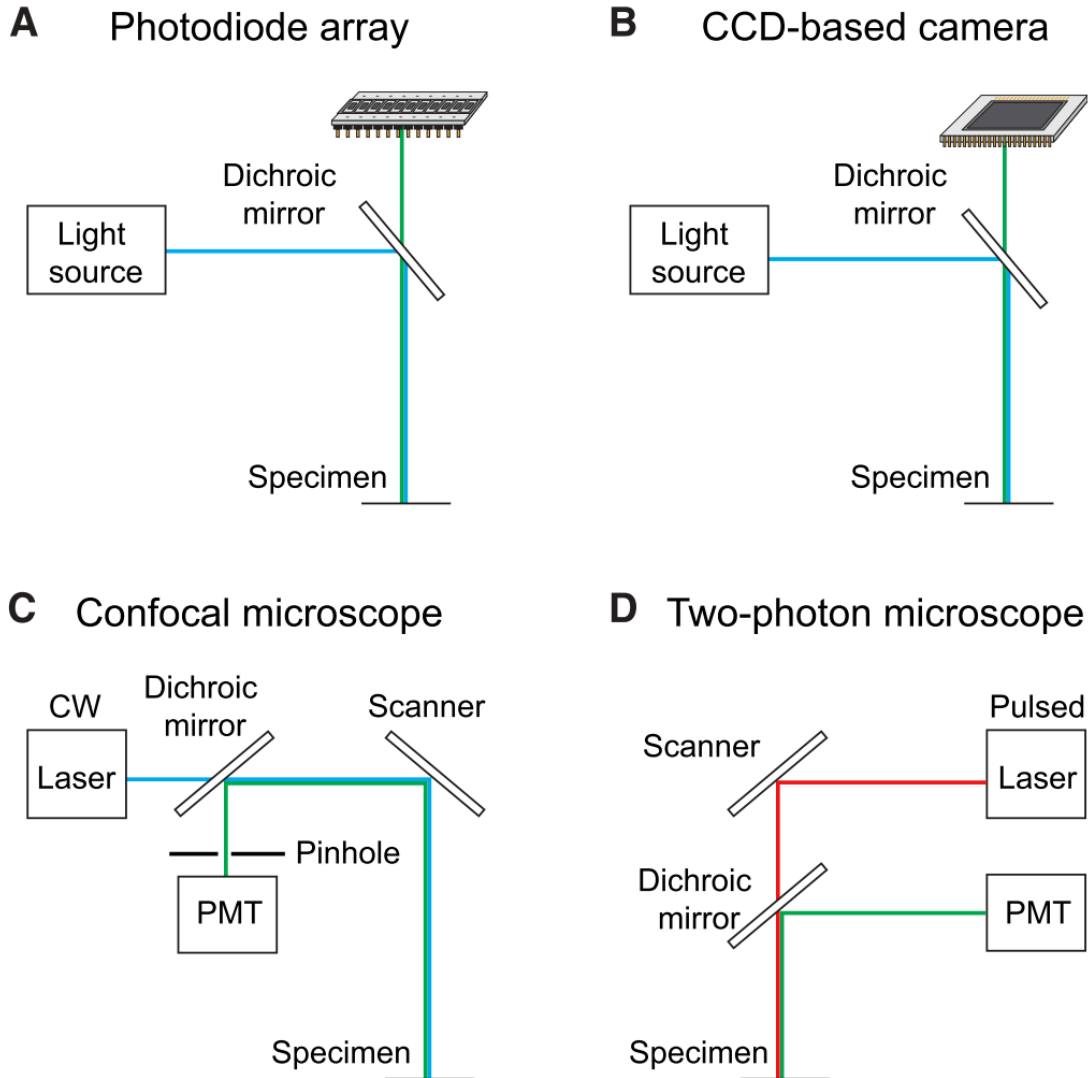 A Photodiode array
Dichroic
mirror
Light
source
Specimen
B CCD-based camera
Dichroic
mirror
Light
source
Specimen
C Confocal microscope
CW
Laser
Dichroic
mirror
Scanner
Pinhole
PMT
Specimen
D Two-photon microscope
Scanner
Pulsed
Laser
Dichroic
mirror
PMT
Specimen